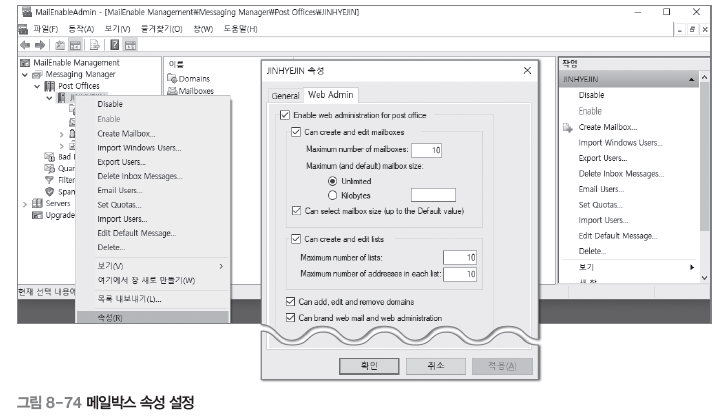 MailEnableAdmin - [MailEnable Management\Messaging Manager\Post Offices\JINHYEJIN]
파일(F) 동작(A) 보기(V) 즐겨찾기(O) 창(W) 도움말(H)
MailEnable Management
Messaging Manager
Post Offices
Bad
Quar
Filter
Spam
Servers
Upgrade
현재 선택 내용에
Disable
Enable
Create Mailbox...
Import Windows Users...
Export Users...
Delete Inbox Messages...
Email Users...
Set Quotas...
Import Users...
Edit Default Message...
Delete...
보기(V)
여기에서 창 새로 만들기(W)
목록 내보내기(L)...
속성(R)
이름
Domains
Mailboxes
JINHYEJIN 속성
General
Web Admin
Enable web administration for post office
Can create and edit mailboxes
Maximum number of mailboxes: 10
Maximum (and default) mailbox size:
Unlimited
Kilobytes
Can select mailbox size (up to the Default value)
Can create and edit lists
Maximum number of lists: 10
Maximum number of addresses in each list: 10
Can add, edit and remove domains
Can brand web mail and web administration
확인
취소
적용(A)
작업
JINHYEJIN
Disable
Enable
Create Mailbox...
Import Windows Users...
Export Users...
Delete Inbox Messages...
Email Users...
Set Quotas...
Import Users...
Edit Default Message...
Delete...
보기
그림 8-74 메일박스 속성 설정